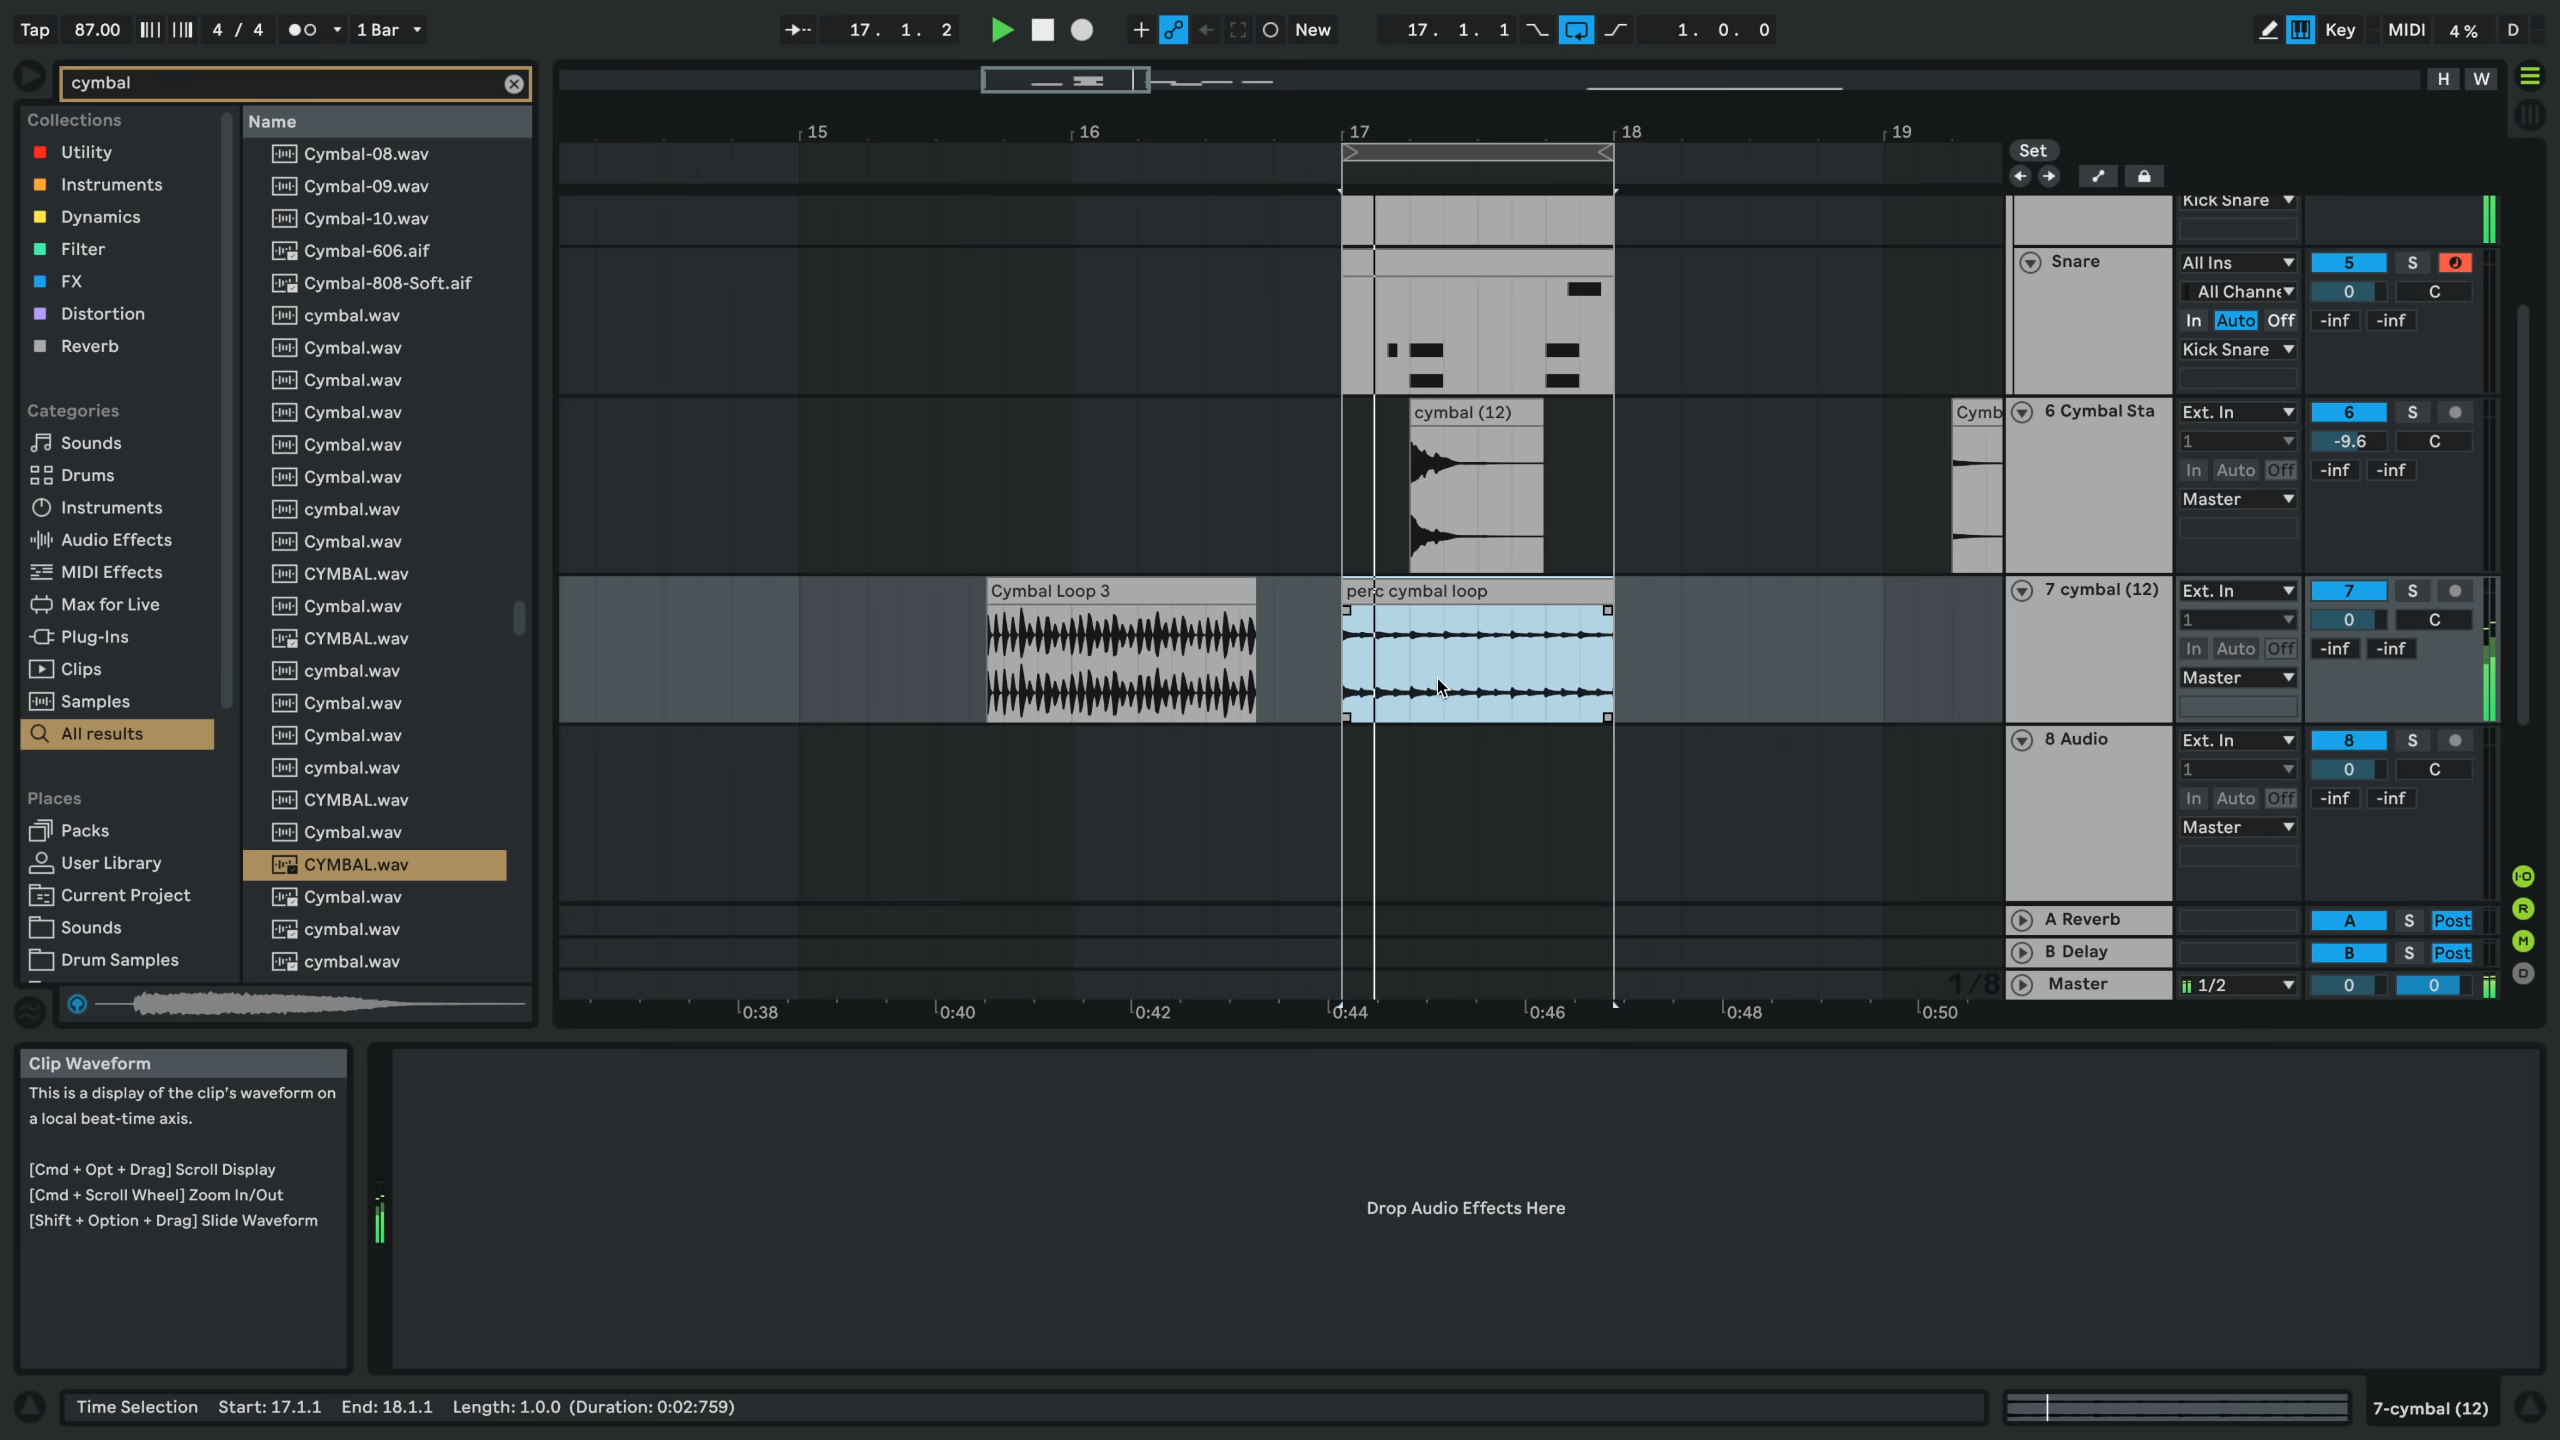 Tap 87.00 4 / 4 1 Bar 17. 1. 2 New 17. 1. 1 1. 0. 0 Key MIDI 4 % D
cymbal
H W
Collections
Utility
Instruments
Dynamics
Filter
FX
Distortion
Reverb
Categories
Sounds
Drums
Instruments
Audio Effects
MIDI Effects
Max for Live
Plug-Ins
Clips
Samples
All results
Places
Packs
User Library
Current Project
Sounds
Drum Samples
Name
Cymbal-08.wav
Cymbal-09.wav
Cymbal-10.wav
Cymbal-606.aif
Cymbal-808-Soft.aif
cymbal.wav
Cymbal.wav
Cymbal.wav
Cymbal.wav
Cymbal.wav
Cymbal.wav
cymbal.wav
Cymbal.wav
CYMBAL.wav
Cymbal.wav
CYMBAL.wav
cymbal.wav
Cymbal.wav
Cymbal.wav
cymbal.wav
CYMBAL.wav
Cymbal.wav
CYMBAL.wav
Cymbal.wav
cymbal.wav
cymbal.wav
15 16 17 18 19
Set
Kick Snare
Snare All Ins 5 S
All Channe 0 C
In Auto Off -inf -inf
Kick Snare
cymbal (12) Cymb 6 Cymbal Sta Ext. In 6 S
1 -9.6 C
In Auto Off -inf -inf
Master
Cymbal Loop 3 perc cymbal loop 7 cymbal (12) Ext. In 7 S
1 0 C
In Auto Off -inf -inf
Master
8 Audio Ext. In 8 S
1 0 C
In Auto Off -inf -inf
Master
A Reverb A S Post
B Delay B S Post
1/8 Master 1/2 0 0
I·O
R
M
D
0:38 0:40 0:42 0:44 0:46 0:48 0:50
Clip Waveform
This is a display of the clip's waveform on
a local beat-time axis.
[Cmd + Opt + Drag] Scroll Display
[Cmd + Scroll Wheel] Zoom In/Out
[Shift + Option + Drag] Slide Waveform
Drop Audio Effects Here
Time Selection Start: 17.1.1 End: 18.1.1 Length: 1.0.0 (Duration: 0:02:759)
7-cymbal (12)